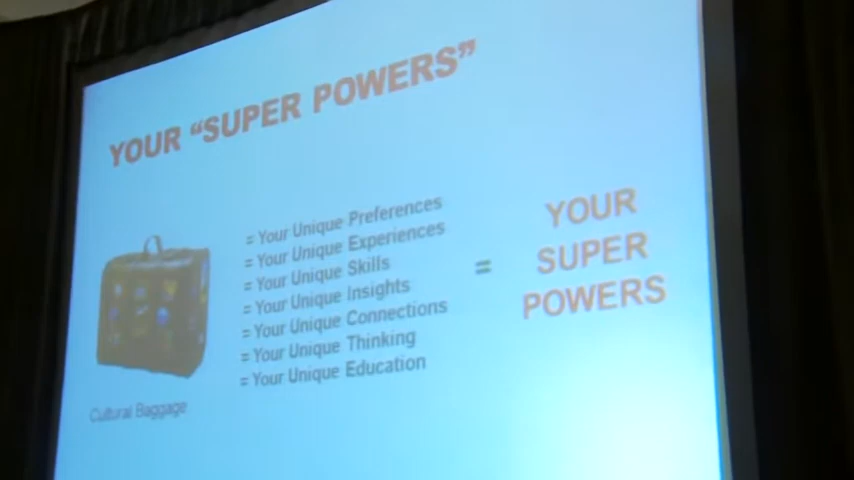 YOUR “SUPER POWERS”
= Your Unique Preferences
= Your Unique Experiences
= Your Unique Skills
= Your Unique Insights
= Your Unique Connections
= Your Unique Thinking
= Your Unique Education
Cultural Baggage
=
YOUR
SUPER
POWERS